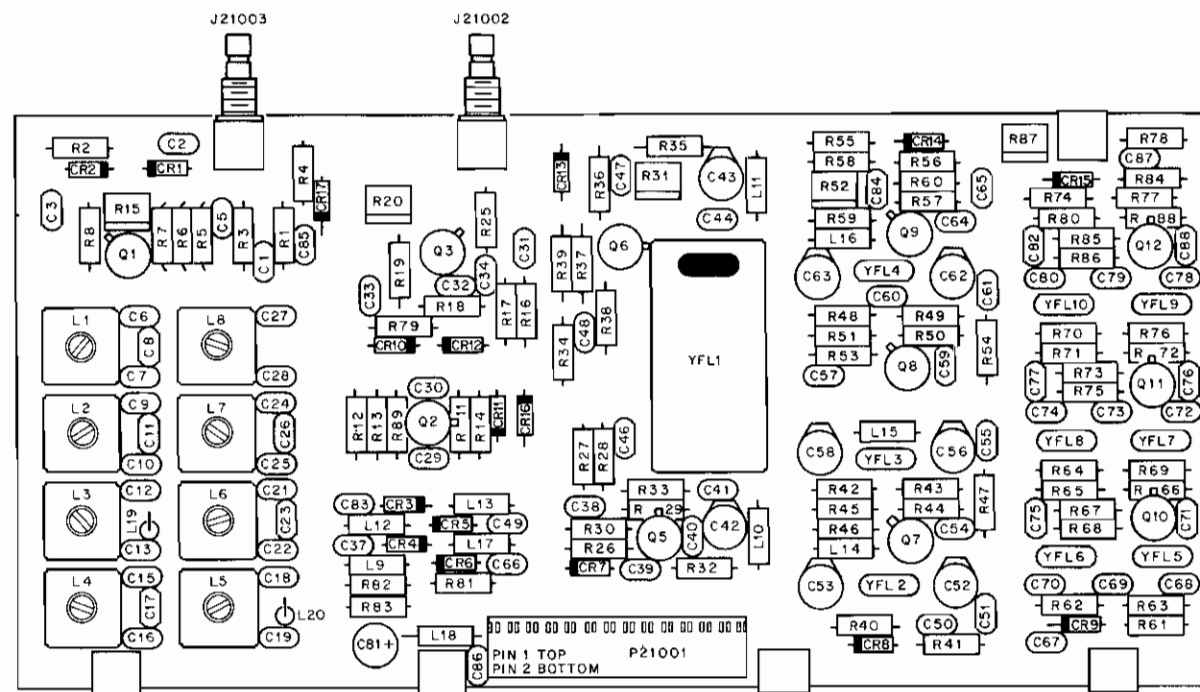 J21003
J21002
R2
C2
CR2
CR1
R4
CR17
R2
C3
R8
R15
Q1
R7
R6
R5
C5
R3
C1
R1
C85
R20
R19
C33
Q3
R25
C34
C32
R18
C31
R17
R16
R79
CR10
CR12
CR13
R36
C47
R35
R31
C43
L11
C44
Q6
R39
R37
R38
C48
R34
YFL1
R55
R58
R52
C84
R59
L16
CR14
R56
R60
R57
C65
C64
Q9
C63
YFL4
C62
C60
C61
R48
R51
R53
C57
R49
R50
Q8
C59
R54
R87
R78
C87
CR15
R84
R74
R77
R80
R 88
C82
R85
R86
Q12
C88
C80
C79
C78
YFL10
YFL9
R70
R71
R76
R 72
C77
R73
R75
Q11
C76
C74
C73
C72
YFL8
YFL7
L1
C6
C8
C7
L8
C27
C28
L2
C9
C11
C10
L7
C24
C26
C25
L3
C12
L19
C13
L6
C21
C23
C22
L4
C15
C17
C16
L5
C18
L20
C19
C30
R12
R13
R89
Q2
R 11
R14
CR11
CR16
C29
C83
CR3
L13
L12
CR5
C49
C37
CR4
L17
L9
CR6
C66
R82
R81
R83
C81+
L18
C86
R27
R28
C46
C38
R33
R 29
C41
R30
R26
Q5
C40
C42
L10
CR7
C39
R32
PIN 1 TOP
PIN 2 BOTTOM
P21001
C58
L15
YFL3
C56
C55
R42
R45
R46
L14
R43
R44
C54
R47
Q7
C53
YFL2
C52
C51
R40
C50
CR8
R41
R64
R65
R69
R 66
C75
R67
R68
Q10
C71
YFL6
YFL5
C70
C69
C68
R62
R63
CR9
R61
C67